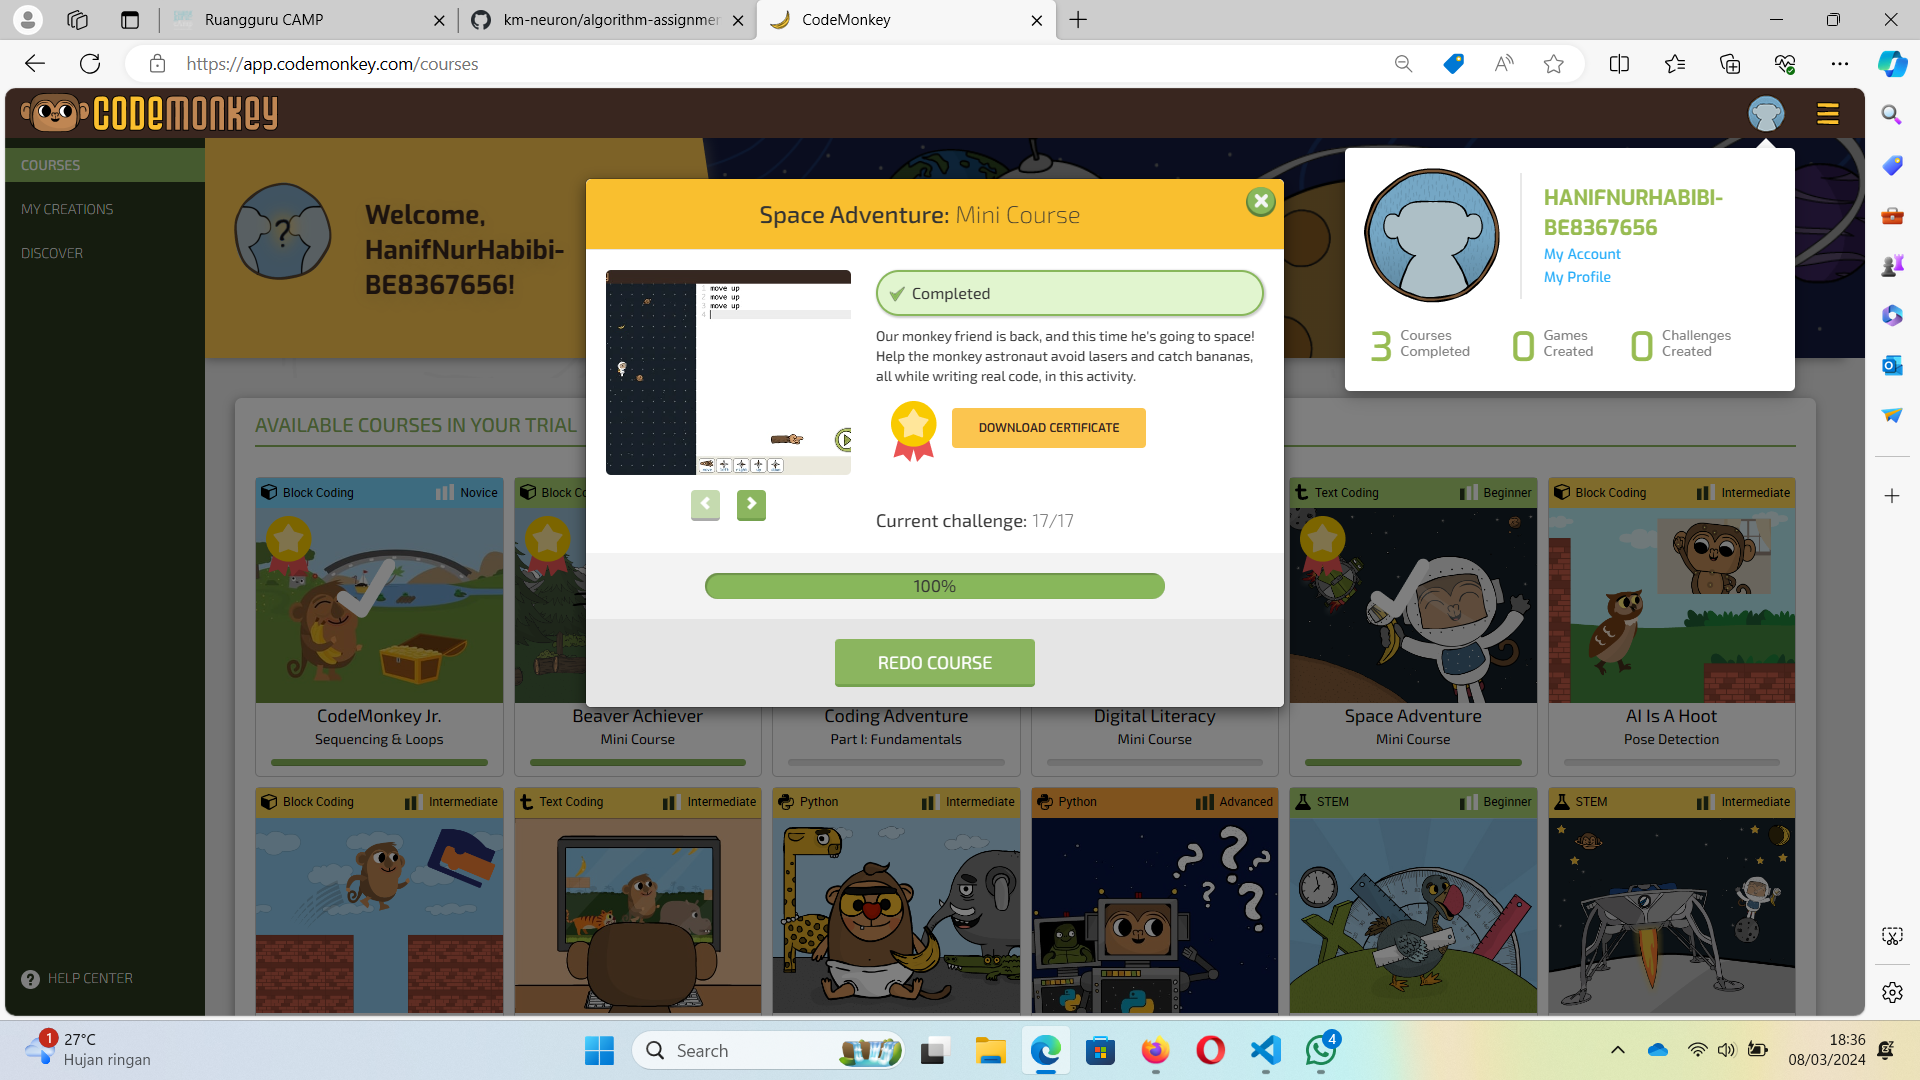 Ruangguru CAMP
km-neuron/algorithm-assignmen
CodeMonkey
https://app.codemonkey.com/courses
CODEMONKEY
COURSES
MY CREATIONS
DISCOVER
HELP CENTER
Welcome,
HanifNurHabibi-
BE8367656!
Space Adventure: Mini Course
move up
move up
move up
Completed
Our monkey friend is back, and this time he's going to space!
Help the monkey astronaut avoid lasers and catch bananas,
all while writing real code, in this activity.
DOWNLOAD CERTIFICATE
Current challenge: 17/17
100%
REDO COURSE
HANIFNURHABIBI-
BE8367656
My Account
My Profile
3 Courses Completed
0 Games Created
0 Challenges Created
AVAILABLE COURSES IN YOUR TRIAL
Block Coding Novice
Block Co
Text Coding Beginner
Block Coding Intermediate
CodeMonkey Jr.
Sequencing & Loops
Beaver Achiever
Mini Course
Coding Adventure
Part I: Fundamentals
Digital Literacy
Mini Course
Space Adventure
Mini Course
AI Is A Hoot
Pose Detection
Block Coding Intermediate
Text Coding Intermediate
Python Intermediate
Python Advanced
STEM Beginner
STEM Intermediate
1
27°C
Hujan ringan
Search
4
18:36
08/03/2024